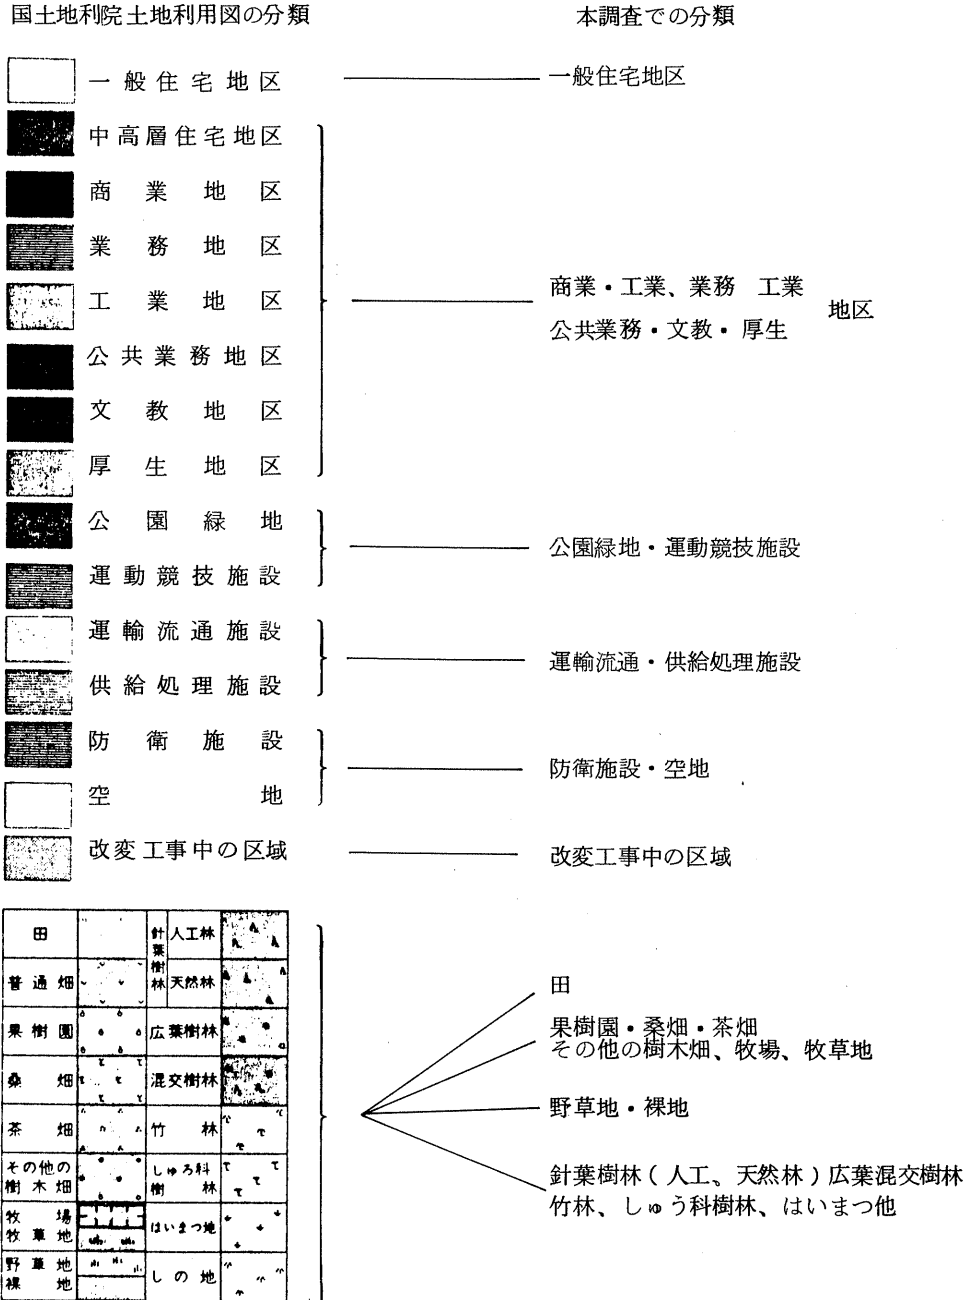 国土地利院土地利用図の分類
本調査での分類
一般住宅地区
一般住宅地区
中高層住宅地区
商業地区
業務地区
工業地区
公共業務地区
文教地区
厚生地区
商業・工業、業務 工業
公共業務・文教・厚生
地区
公園緑地
運動競技施設
公園緑地・運動競技施設
運輸流通施設
供給処理施設
運輸流通・供給処理施設
防衛施設
空地
防衛施設・空地
改変工事中の区域
改変工事中の区域
田
普通畑
果樹園
桑畑
茶畑
その他の
樹木畑
牧場
牧草地
野草地
裸地
針葉樹林
人工林
天然林
広葉樹林
混交樹林
竹林
しゅろ科
樹林
はいまつ地
しの地
田
果樹園・桑畑・茶畑
その他の樹木畑、牧場、牧草地
野草地・裸地
針葉樹林(人工、天然林)広葉混交樹林
竹林、しゅう科樹林、はいまつ他